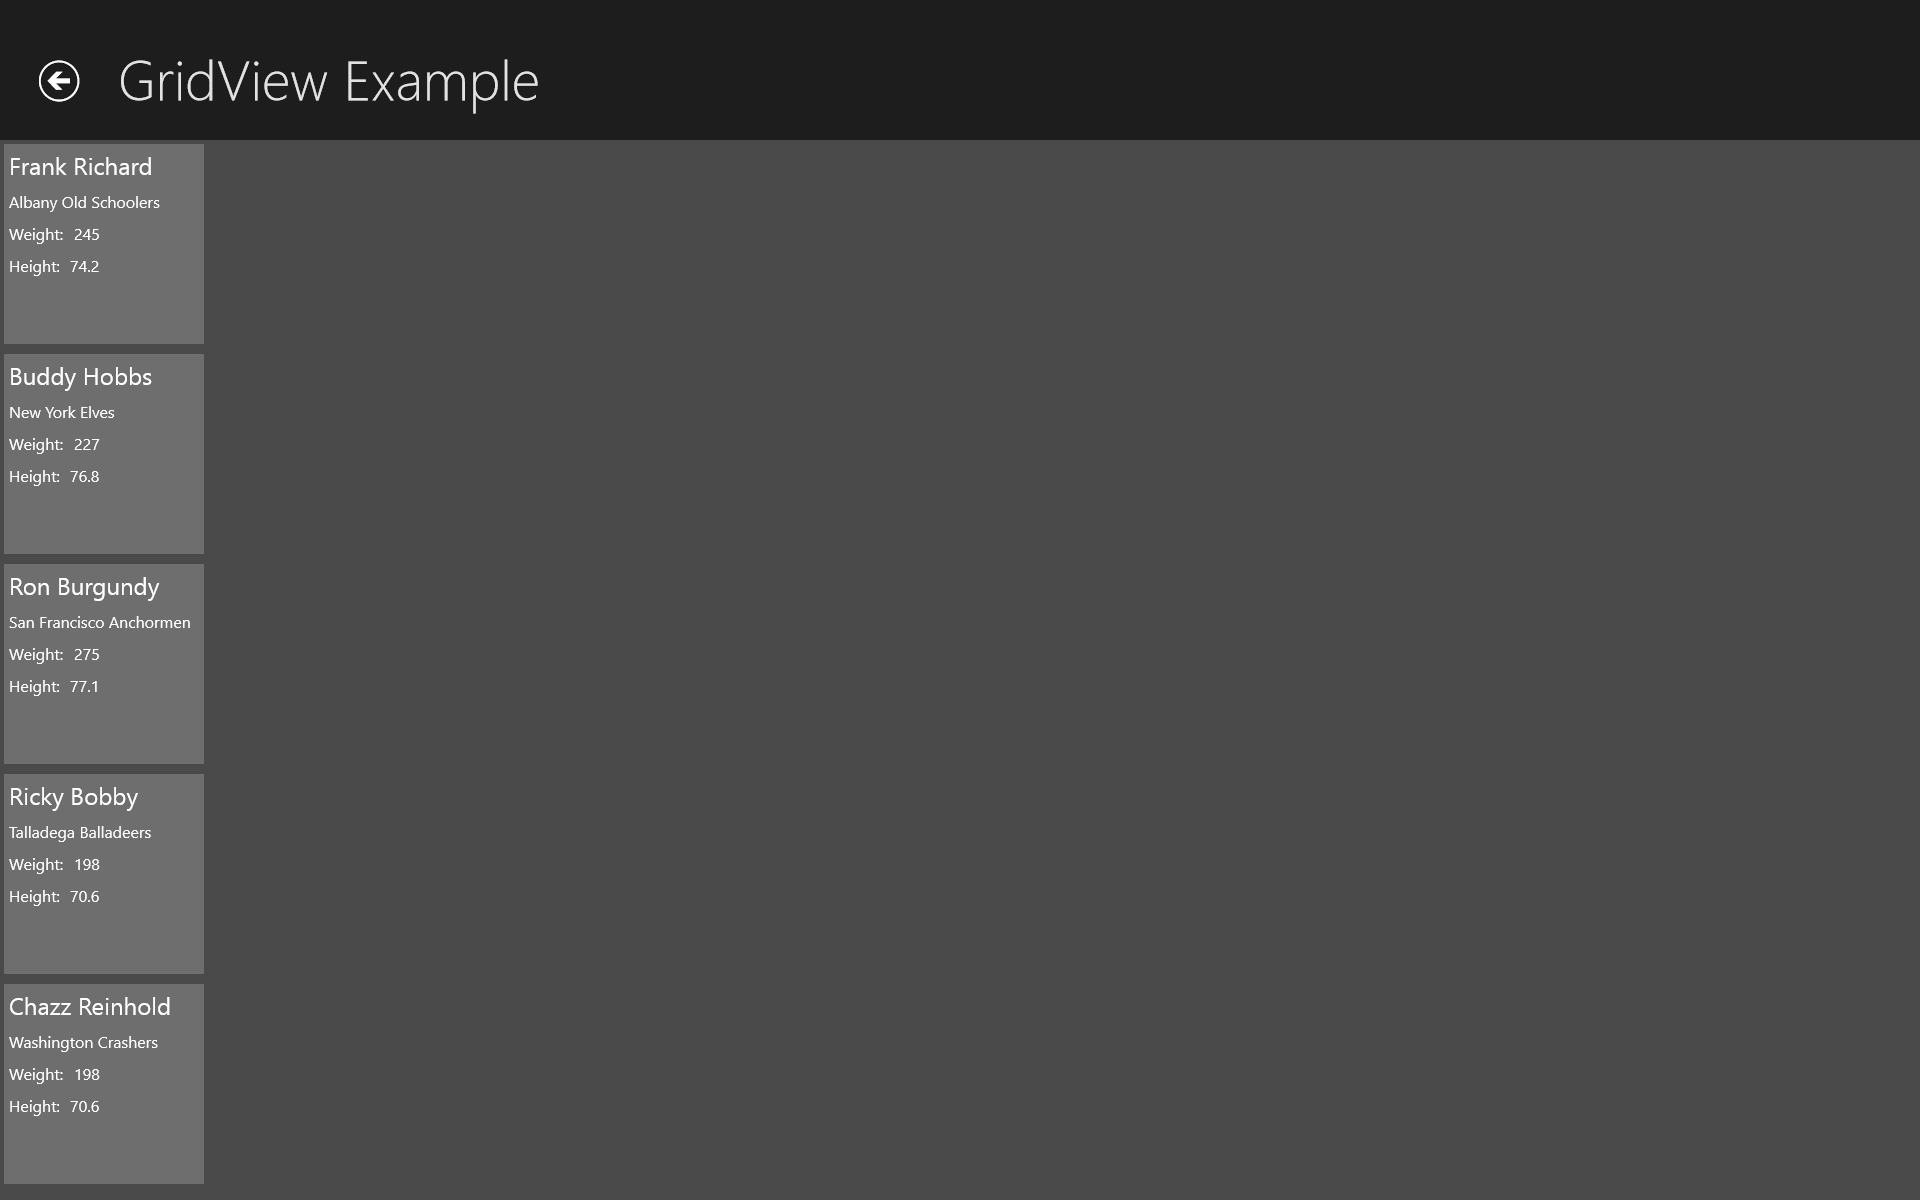 GridView Example
Frank Richard
Albany Old Schoolers
Weight: 245
Height: 74.2
Buddy Hobbs
New York Elves
Weight: 227
Height: 76.8
Ron Burgundy
San Francisco Anchormen
Weight: 275
Height: 77.1
Ricky Bobby
Talladega Balladeers
Weight: 198
Height: 70.6
Chazz Reinhold
Washington Crashers
Weight: 198
Height: 70.6